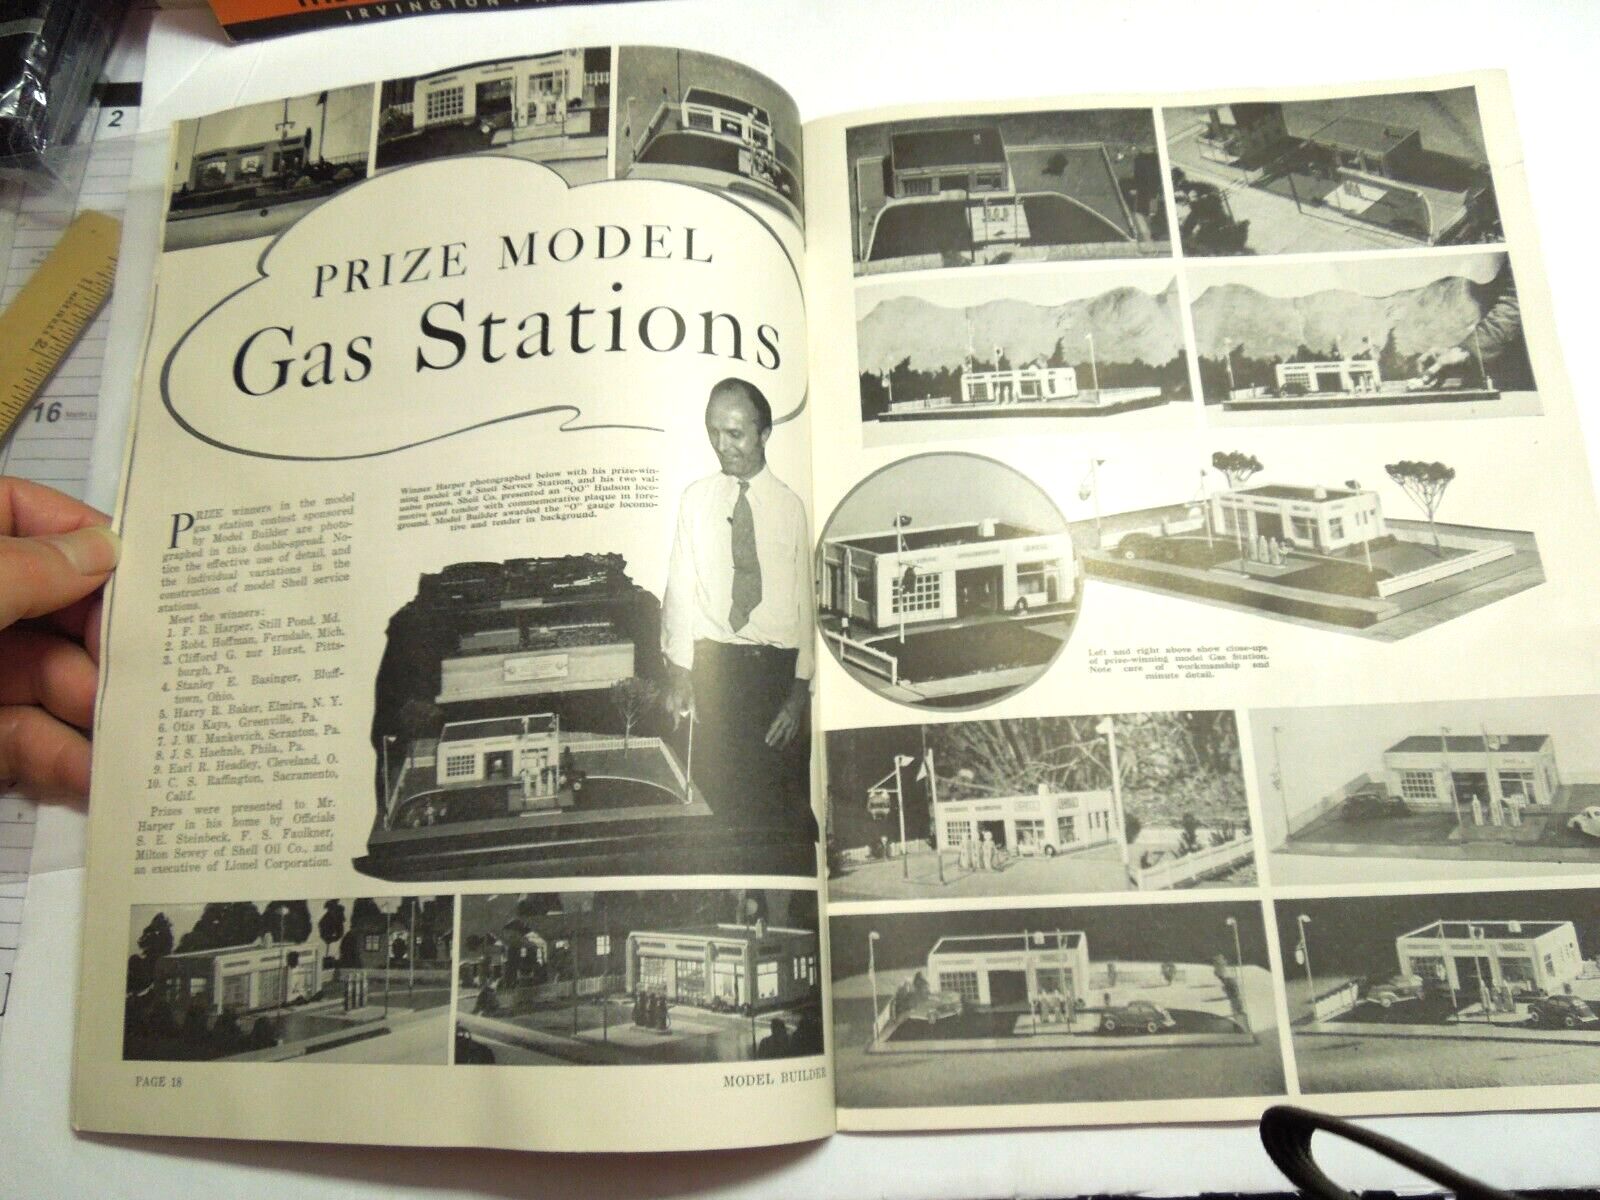 IRVINGTON
2
16
PRIZE MODEL
Gas Stations
Winner Harper photographed below with his prize-win-
ning model of a Shell Service Station, and his two val-
uable prizes. Shell Co. presented an "OO" Hudson loco-
motive and tender with commemorative plaque in fore-
ground. Model Builder awarded the "O" gauge locomo-
tive and tender in background.
PRIZE winners in the model
gas station contest sponsored
by Model Builder are photo-
graphed in this double-spread. No-
tice the effective use of detail, and
the individual variations in the
construction of model Shell service
stations.
Meet the winners:
1. F. R. Harper, Still Pond, Md.
2. Robt. Hoffman, Ferndale, Mich.
3. Clifford G. zur Horst, Pitts-
burgh, Pa.
4. Stanley E. Basinger, Bluff-
town, Ohio.
5. Harry R. Baker, Elmira, N. Y.
6. Otis Kays, Greenville, Pa.
7. J. W. Mankevich, Scranton, Pa.
8. J. S. Haehnle, Phila., Pa.
9. Earl R. Headley, Cleveland, O.
10. C. S. Raffington, Sacramento,
Calif.
Prizes were presented to Mr.
Harper in his home by Officials
S. E. Steinbeck, F. S. Faulkner,
Milton Sewey of Shell Oil Co., and
an executive of Lionel Corporation.
PAGE 18
MODEL BUILDER
Left and right above show close-ups
of prize-winning model Gas Station.
Note care of workmanship and
minute detail.